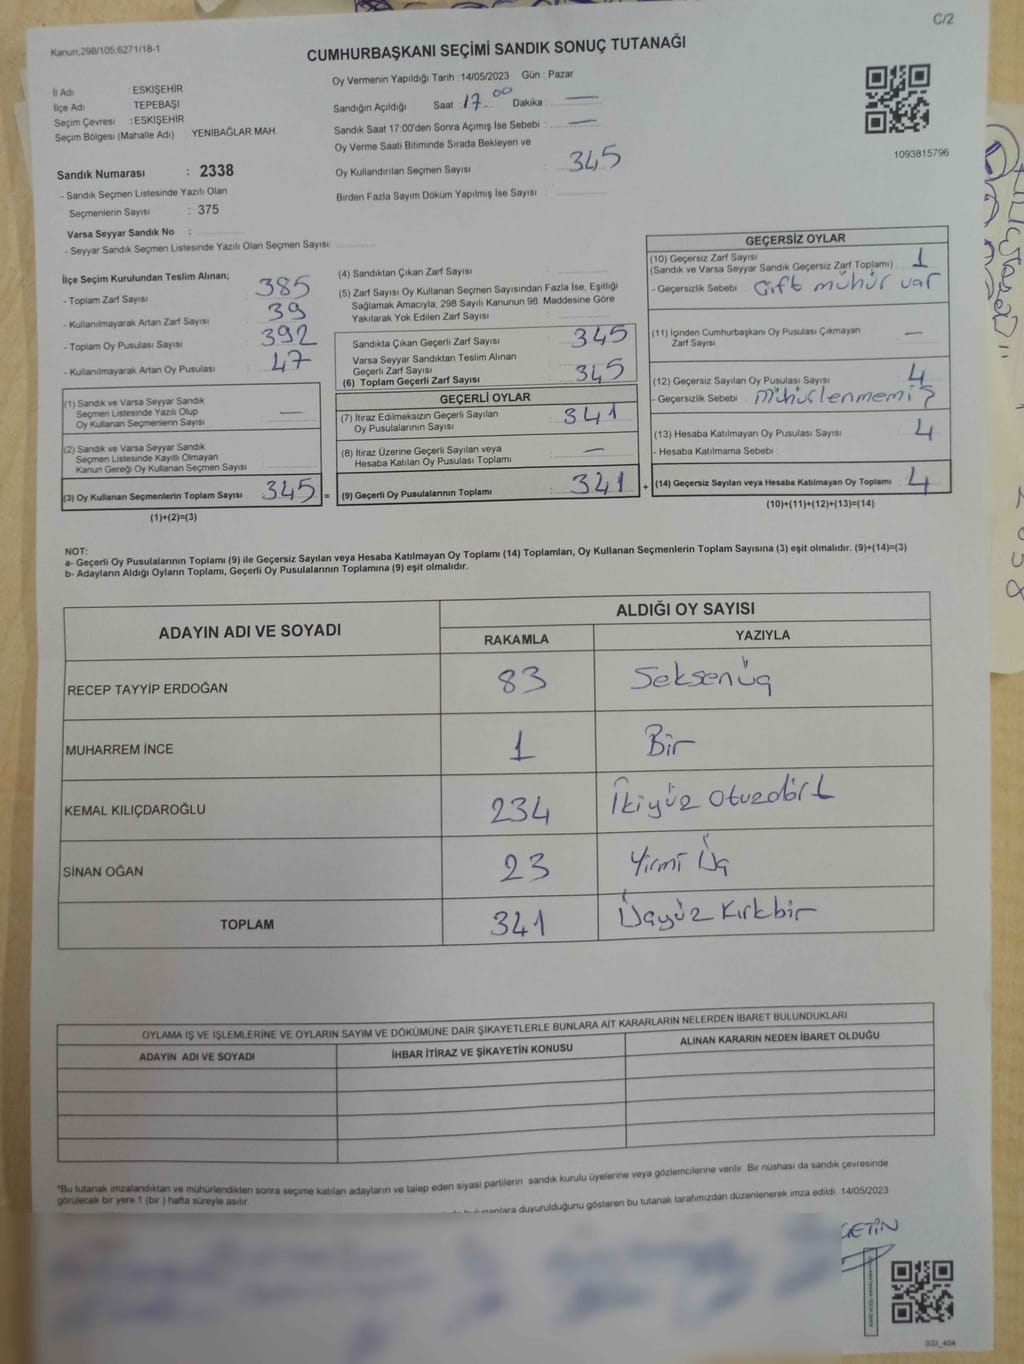 C/2
Kanun,298/105,6271/18-1
CUMHURBAŞKANI SEÇİMİ SANDIK SONUÇ TUTANAĞI
İl Adı : ESKIŞEHİR
İlçe Adı : TEPEBAŞI
Seçim Çevresi : ESKİŞEHİR
Seçim Bölgesi (Mahalle Adı) : YENİBAĞLAR MAH.
Oy Vermenin Yapıldığı Tarih :14/05/2023 Gün : Pazar
Sandığın Açıldığı Saat : 17.00 Dakika : —
Sandık Saat 17:00'den Sonra Açımış İse Sebebi : —
Oy Verme Saati Bitiminde Sırada Bekleyen ve
Oy Kullandırılan Seçmen Sayısı : 345
Birden Fazla Sayım Döküm Yapılmış İse Sayısı :
1093815796
Sandık Numarası : 2338
- Sandık Seçmen Listesinde Yazılı Olan
Seçmenlerin Sayısı : 375
Varsa Seyyar Sandık No :
- Seyyar Sandık Seçmen Listesinde Yazılı Olan Seçmen Sayısı:
İlçe Seçim Kurulundan Teslim Alınan;
- Toplam Zarf Sayısı : 385
- Kullanılmayarak Artan Zarf Sayısı : 39
- Toplam Oy Pusulası Sayısı : 392
- Kullanılmayarak Artan Oy Pusulası : 47
(1) Sandık ve Varsa Seyyar Sandık
Seçmen Listesinde Yazılı Olup
Oy Kullanan Seçmenlerin Sayısı : —
(2) Sandık ve Varsa Seyyar Sandık
Seçmen Listesinde Kayıtlı Olmayan
Kanun Gereği Oy Kullanan Seçmen Sayısı :
(3) Oy Kullanan Seçmenlerin Toplam Sayısı : 345 =
(1)+(2)=(3)
(4) Sandıktan Çıkan Zarf Sayısı :
(5) Zarf Sayısı Oy Kullanan Seçmen Sayısından Fazla İse, Eşitliği
Sağlamak Amacıyla; 298 Sayılı Kanunun 98. Maddesine Göre
Yakılarak Yok Edilen Zarf Sayısı :
Sandıkta Çıkan Geçerli Zarf Sayısı : 345
Varsa Seyyar Sandıktan Teslim Alınan
Geçerli Zarf Sayısı :
(6) Toplam Geçerli Zarf Sayısı : 345
GEÇERLİ OYLAR
(7) İtiraz Edilmeksizin Geçerli Sayılan
Oy Pusulalarının Sayısı : 341
(8) İtiraz Üzerine Geçerli Sayılan veya
Hesaba Katılan Oy Pusulası Toplamı : —
(9) Geçerli Oy Pusulalarının Toplamı : 341 +
GEÇERSİZ OYLAR
(10) Geçersiz Zarf Sayısı
(Sandık ve Varsa Seyyar Sandık Geçersiz Zarf Toplamı) : 1
- Geçersizlik Sebebi : Çift mühür var
(11) İçinden Cumhurbaşkanı Oy Pusulası Çıkmayan
Zarf Sayısı : —
(12) Geçersiz Sayılan Oy Pusulası Sayısı : 4
- Geçersizlik Sebebi : Mühürlenmemiş
(13) Hesaba Katılmayan Oy Pusulası Sayısı : 4
- Hesaba Katılmama Sebebi :
(14) Geçersiz Sayılan veya Hesaba Katılmayan Oy Toplamı : 4
(10)+(11)+(12)+(13)=(14)
NOT:
a- Geçerli Oy Pusulalarının Toplamı (9) ile Geçersiz Sayılan veya Hesaba Katılmayan Oy Toplamı (14) Toplamları, Oy Kullanan Seçmenlerin Toplam Sayısına (3) eşit olmalıdır. (9)+(14)=(3)
b- Adayların Aldığı Oyların Toplamı, Geçerli Oy Pusulalarının Toplamına (9) eşit olmalıdır.
ADAYIN ADI VE SOYADI ALDIĞI OY SAYISI
RAKAMLA YAZIYLA
RECEP TAYYİP ERDOĞAN 83 Seksenüç
MUHARREM İNCE 1 Bir
KEMAL KILIÇDAROĞLU 234 İkiyüz Otuzdört
SİNAN OĞAN 23 Yirmi Üç
TOPLAM 341 Üçyüz Kırkbir
OYLAMA İŞ VE İŞLEMLERİNE VE OYLARIN SAYIM VE DÖKÜMÜNE DAİR ŞİKAYETLERLE BUNLARA AİT KARARLARIN NELERDEN İBARET BULUNDUKLARI
ADAYIN ADI VE SOYADI İHBAR İTİRAZ VE ŞİKAYETİN KONUSU ALINAN KARARIN NEDEN İBARET OLDUĞU
*Bu tutanak imzalandıktan ve mühürlendikten sonra seçime katılan adayların ve talep eden siyasi partilerin sandık kurulu üyelerine veya gözlemcilerine verilir. Bir nüshası da sandık çevresinde
görülecek bir yere 1 (bir ) hafta süreyle asılır.
duyurulduğunu gösteren bu tutanak tarafımızdan düzenlenerek imza edildi. 14/05/2023
ÇETİN
SSI_404